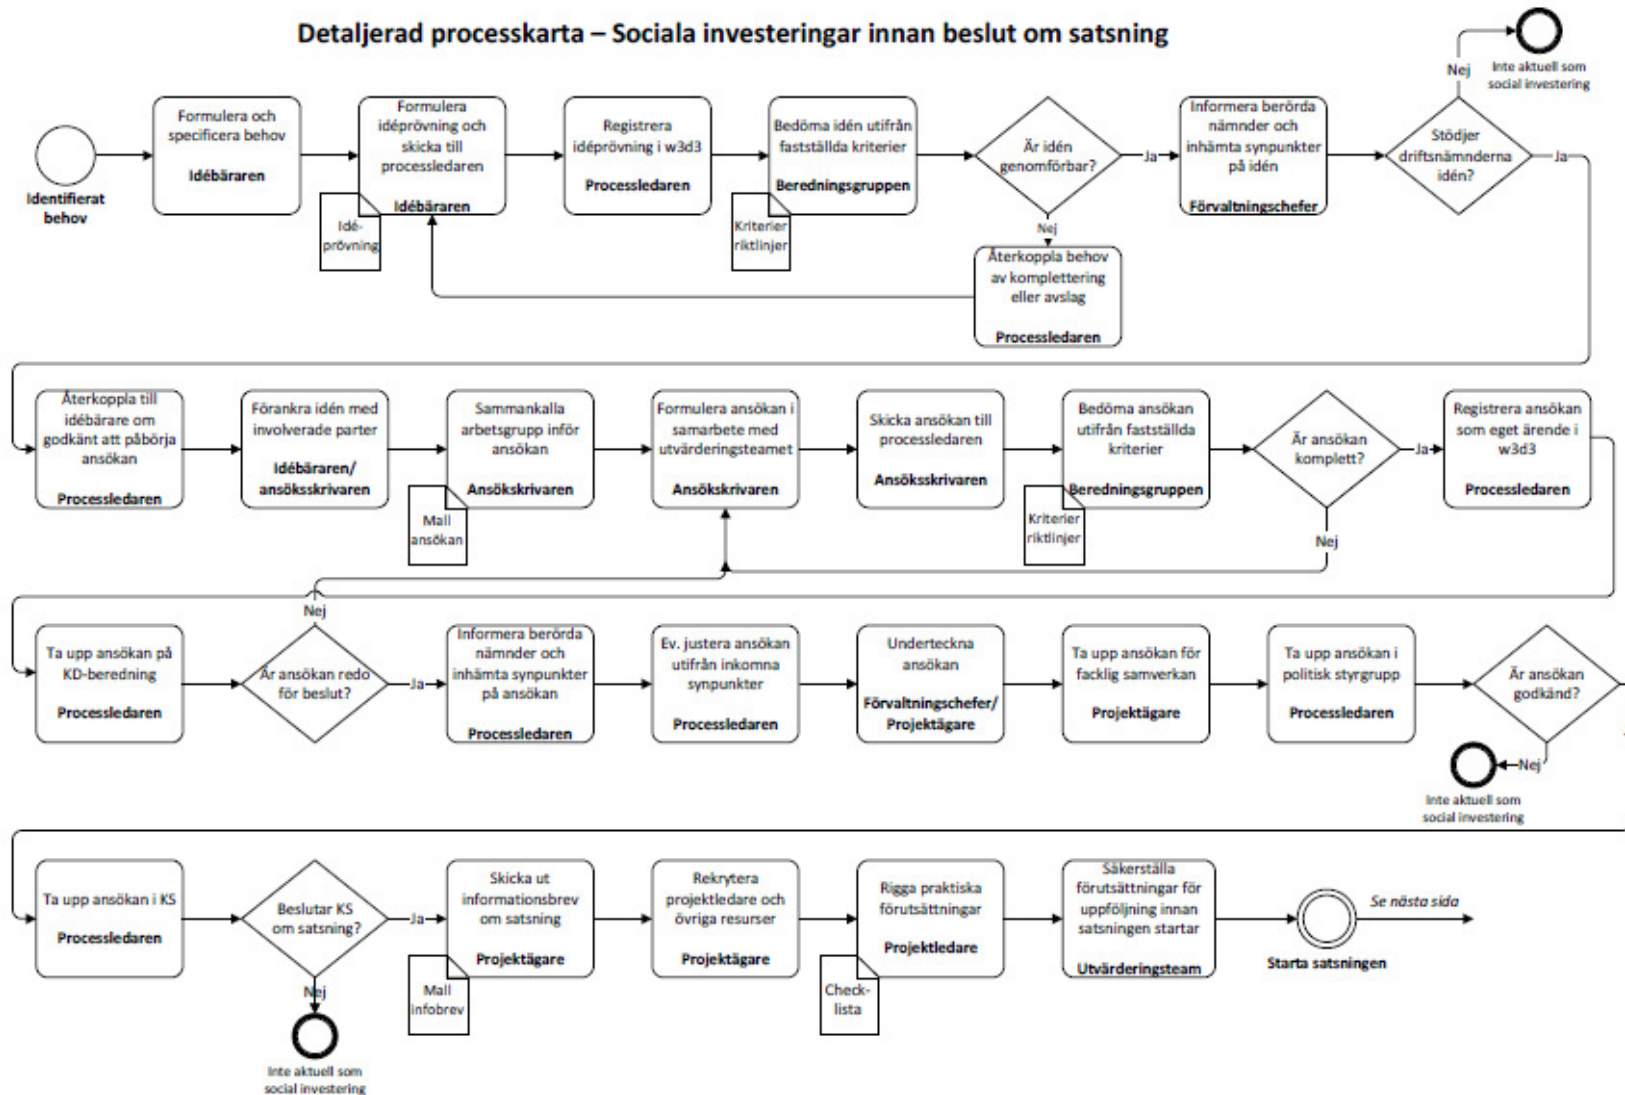 Detaljerad processkarta – Sociala investeringar innan beslut om satsning
Identifierat
behov
Formulera och
specificera behov
Idébäraren
Formulera
idéprövning och
skicka till
processledaren
Idébäraren
Idé-
prövning
Registrera
idéprövning i w3d3
Processledaren
Bedöma idén utifrån
fastställda kriterier
Beredningsgruppen
Kriterier
riktlinjer
Är idén
genomförbar?
Ja
Nej
Återkoppla behov
av komplettering
eller avslag
Processledaren
Informera berörda
nämnder och
inhämta synpunkter
på idén
Förvaltningschefer
Stödjer
driftsnämnderna
idén?
Nej
Inte aktuell som
social investering
Ja
Återkoppla till
idébärare om
godkänt att påbörja
ansökan
Processledaren
Förankra idén med
involverade parter
Idébäraren/
ansöksskrivaren
Sammankalla
arbetsgrupp inför
ansökan
Ansökskrivaren
Mall
ansökan
Formulera ansökan i
samarbete med
utvärderingsteamet
Ansökskrivaren
Skicka ansökan till
processledaren
Ansöksskrivaren
Bedöma ansökan
utifrån fastställda
kriterier
Beredningsgruppen
Kriterier
riktlinjer
Är ansökan
komplett?
Ja
Nej
Registrera ansökan
som eget ärende i
w3d3
Processledaren
Ta upp ansökan på
KD-beredning
Processledaren
Nej
Är ansökan redo
för beslut?
Ja
Informera berörda
nämnder och
inhämta synpunkter
på ansökan
Processledaren
Ev. justera ansökan
utifrån inkomna
synpunkter
Processledaren
Underteckna
ansökan
Förvaltningschefer/
Projektägare
Ta upp ansökan för
facklig samverkan
Projektägare
Ta upp ansökan i
politisk styrgrupp
Processledaren
Är ansökan
godkänd?
Nej
Inte aktuell som
social investering
Ta upp ansökan i KS
Processledaren
Beslutar KS
om satsning?
Ja
Nej
Inte aktuell som
social investering
Skicka ut
informationsbrev
om satsning
Projektägare
Mall
infobrev
Rekrytera
projektledare och
övriga resurser
Projektägare
Rigga praktiska
förutsättningar
Projektledare
Check-
lista
Säkerställa
förutsättningar för
uppföljning innan
satsningen startar
Utvärderingsteam
Starta satsningen
Se nästa sida